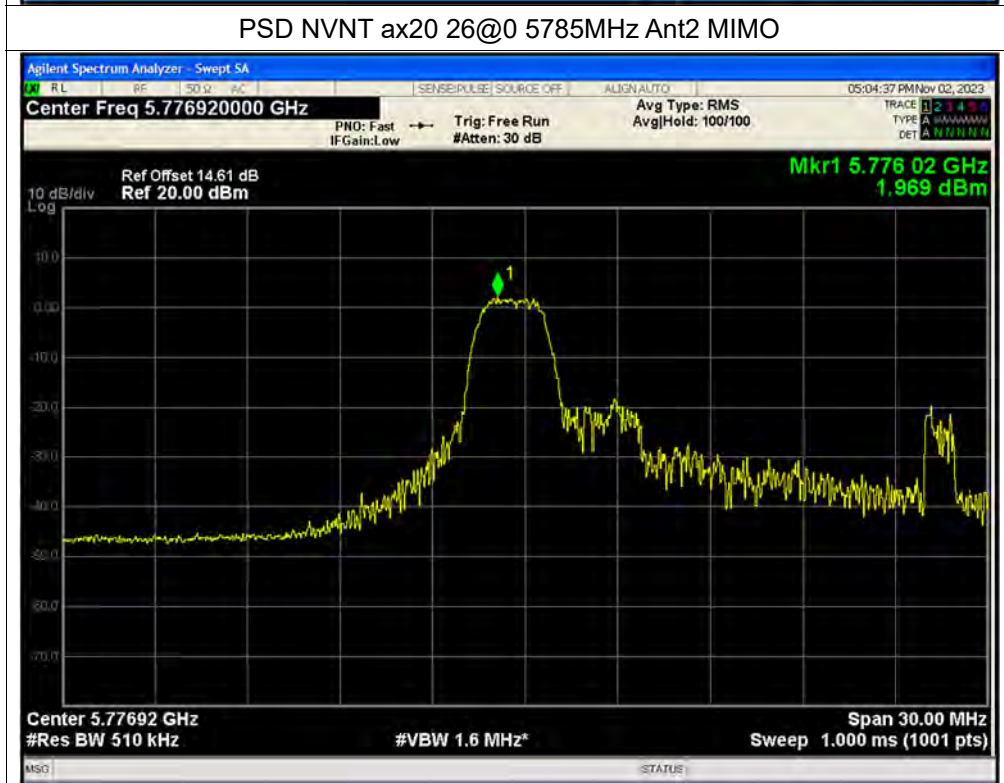 PSD NVNT ax20 26@0 5785MHz Ant2 MIMO
Agilent Spectrum Analyzer - Swept SA
RL RF 50 Ω AC SENSE:PULSE SOURCE OFF ALIGN AUTO 05:04:37 PM Nov 02, 2023
Center Freq 5.776920000 GHz
PNO: Fast
IFGain:Low
Trig: Free Run
#Atten: 30 dB
Avg Type: RMS
Avg|Hold: 100/100
TRACE 1 2 3 4 5 6
TYPE A
DET A N N N N N
Mkr1 5.776 02 GHz
1.969 dBm
Ref Offset 14.61 dB
10 dB/div Ref 20.00 dBm
Log
10.0
1
0.00
-10.0
-20.0
-30.0
-40.0
-50.0
-60.0
-70.0
Center 5.77692 GHz Span 30.00 MHz
#Res BW 510 kHz #VBW 1.6 MHz* Sweep 1.000 ms (1001 pts)
MSG STATUS